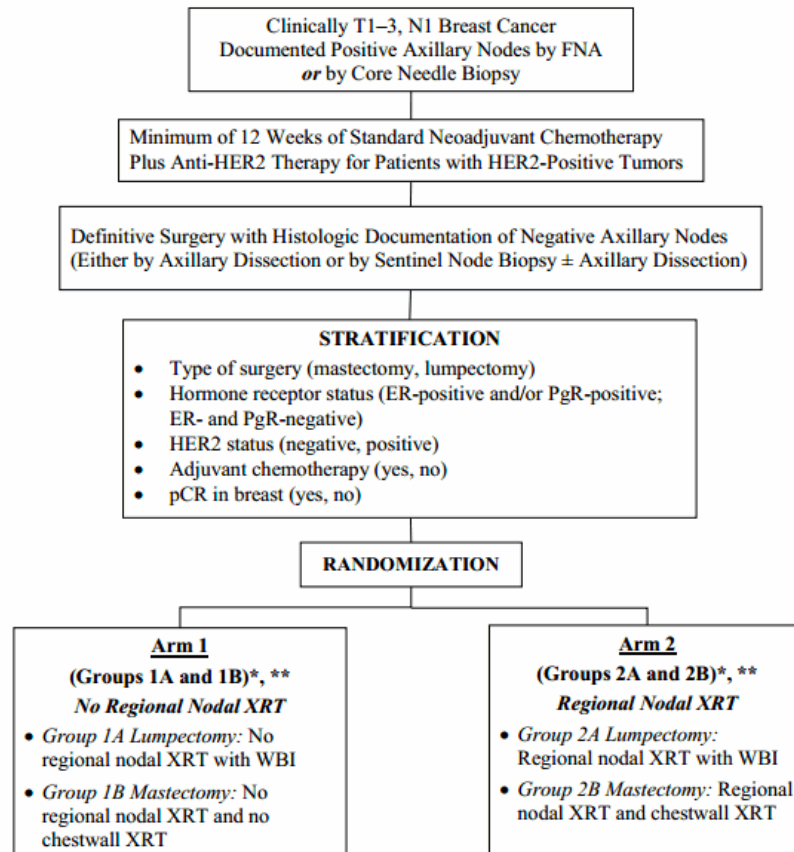 Clinically T1–3, N1 Breast Cancer
Documented Positive Axillary Nodes by FNA
or by Core Needle Biopsy
Minimum of 12 Weeks of Standard Neoadjuvant Chemotherapy
Plus Anti-HER2 Therapy for Patients with HER2-Positive Tumors
Definitive Surgery with Histologic Documentation of Negative Axillary Nodes
(Either by Axillary Dissection or by Sentinel Node Biopsy ± Axillary Dissection)
STRATIFICATION
• Type of surgery (mastectomy, lumpectomy)
• Hormone receptor status (ER-positive and/or PgR-positive;
ER- and PgR-negative)
• HER2 status (negative, positive)
• Adjuvant chemotherapy (yes, no)
• pCR in breast (yes, no)
RANDOMIZATION
Arm 1
(Groups 1A and 1B)*, **
No Regional Nodal XRT
• Group 1A Lumpectomy: No
regional nodal XRT with WBI
• Group 1B Mastectomy: No
regional nodal XRT and no
chestwall XRT
Arm 2
(Groups 2A and 2B)*, **
Regional Nodal XRT
• Group 2A Lumpectomy:
Regional nodal XRT with WBI
• Group 2B Mastectomy: Regional
nodal XRT and chestwall XRT